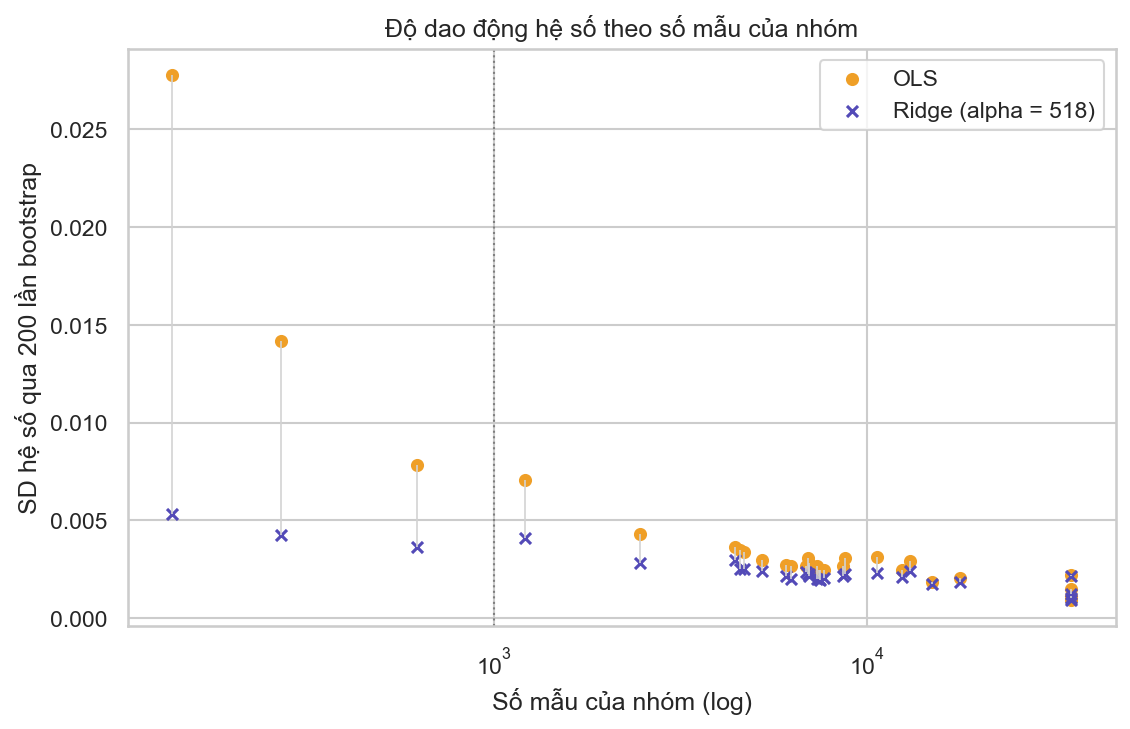 Độ dao động hệ số theo số mẫu của nhóm
OLS
Ridge (alpha = 518)
SD hệ số qua 200 lần bootstrap
0.025
0.020
0.015
0.010
0.005
0.000
10³
10⁴
Số mẫu của nhóm (log)